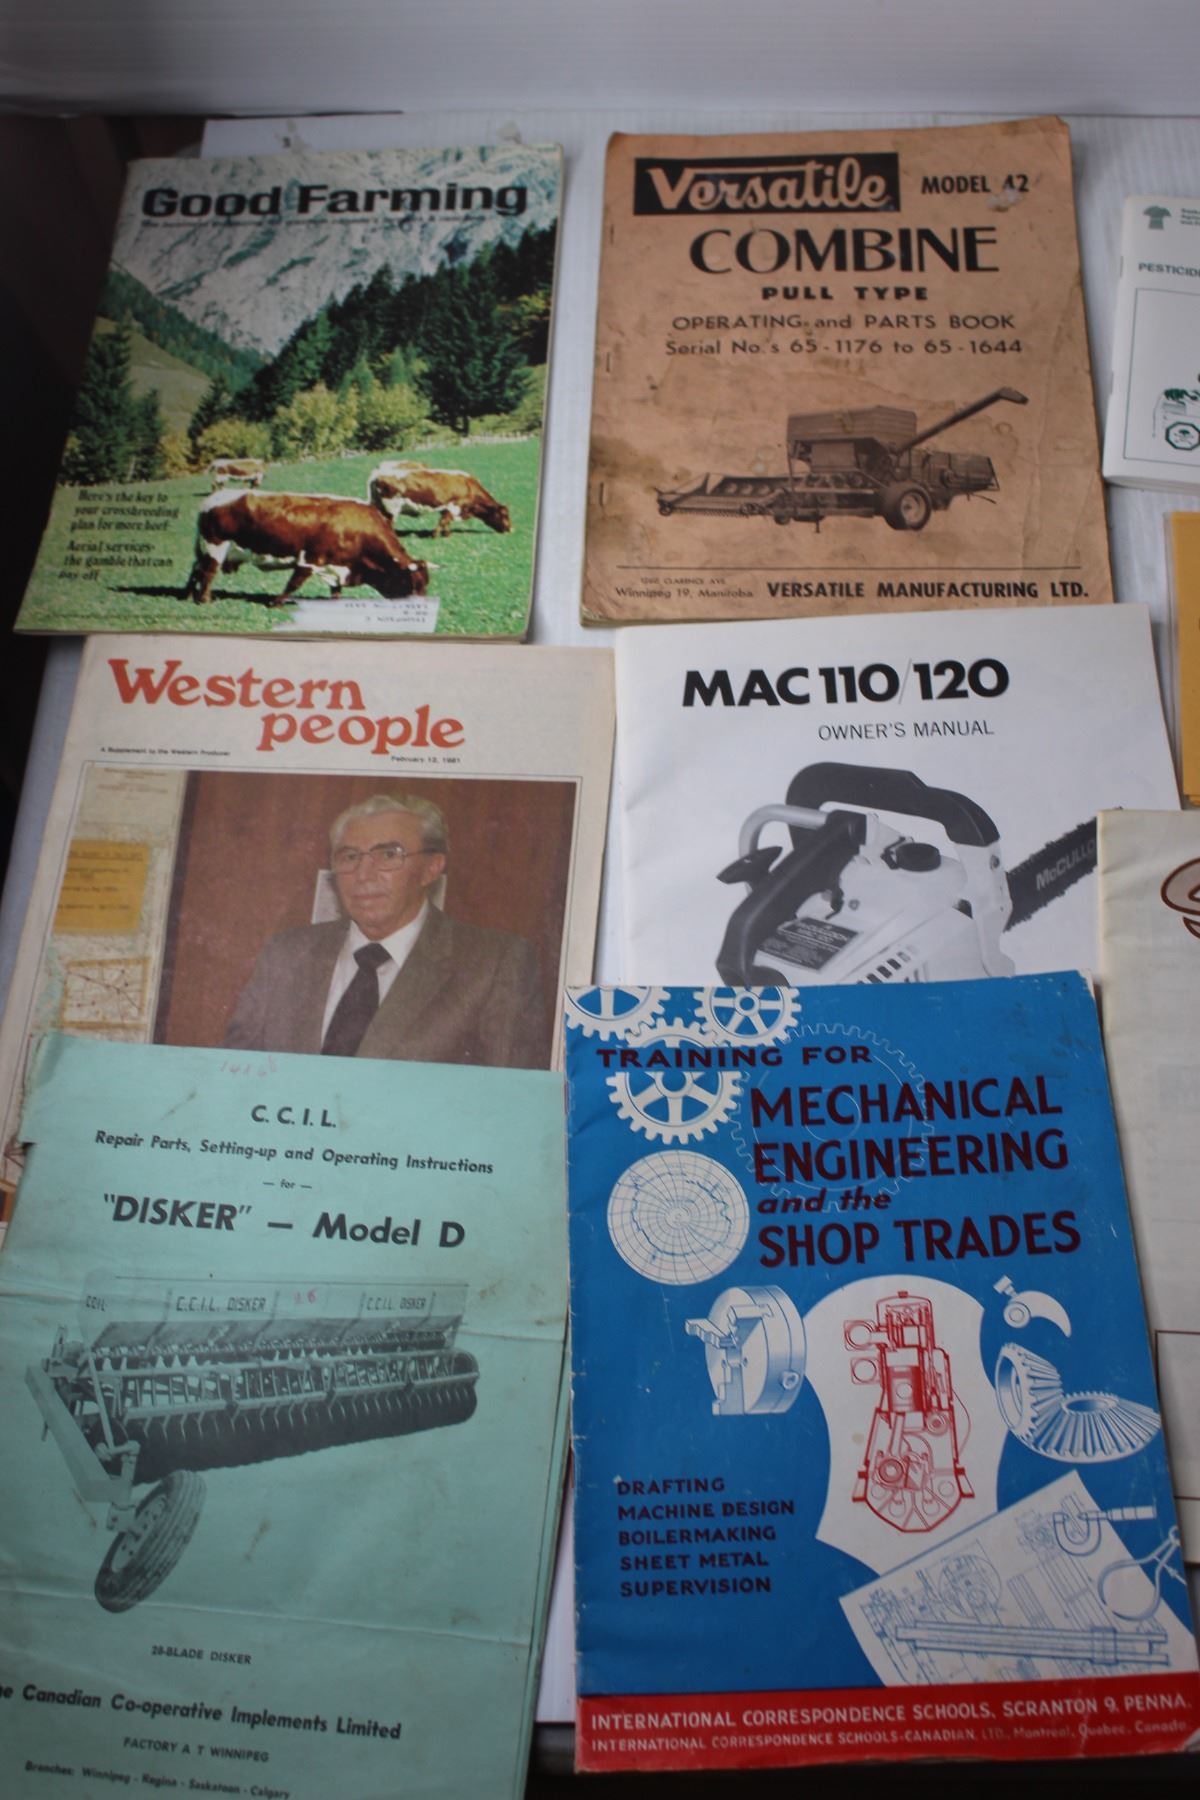 Good Farming
Here's the key to
your crossbreeding
plan for more beef
Aerial services-
the gamble that can
pay off
Versatile MODEL 42
COMBINE
PULL TYPE
OPERATING and PARTS BOOK
Serial No.'s 65-1176 to 65-1644
1260 CLARENCE AVE.
Winnipeg 19, Manitoba VERSATILE MANUFACTURING LTD.
PESTICID
Western
people
A Supplement to the Western Producer
February 12, 1981
MAC 110/120
OWNER'S MANUAL
McCULLO
C. C. I. L.
Repair Parts, Setting-up and Operating Instructions
— for —
"DISKER" — Model D
CCIL C.C.I.L. DISKER C.C.I.L. DISKER
28-BLADE DISKER
e Canadian Co-operative Implements Limited
FACTORY AT WINNIPEG
Branches: Winnipeg - Regina - Saskatoon - Calgary
TRAINING FOR
MECHANICAL
ENGINEERING
and the
SHOP TRADES
DRAFTING
MACHINE DESIGN
BOILERMAKING
SHEET METAL
SUPERVISION
INTERNATIONAL CORRESPONDENCE SCHOOLS, SCRANTON 9, PENNA.
INTERNATIONAL CORRESPONDENCE SCHOOLS-CANADIAN, LTD., Montreal, Quebec, Canada